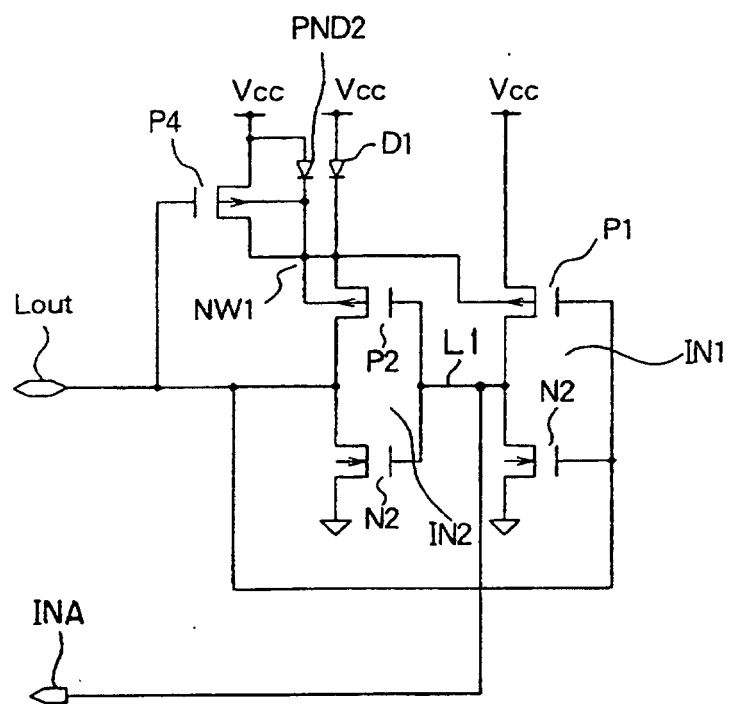 PND2
Vcc
Vcc
Vcc
P4
D1
P1
Lout
NW1
P2
L1
IN1
N2
N2
IN2
INA